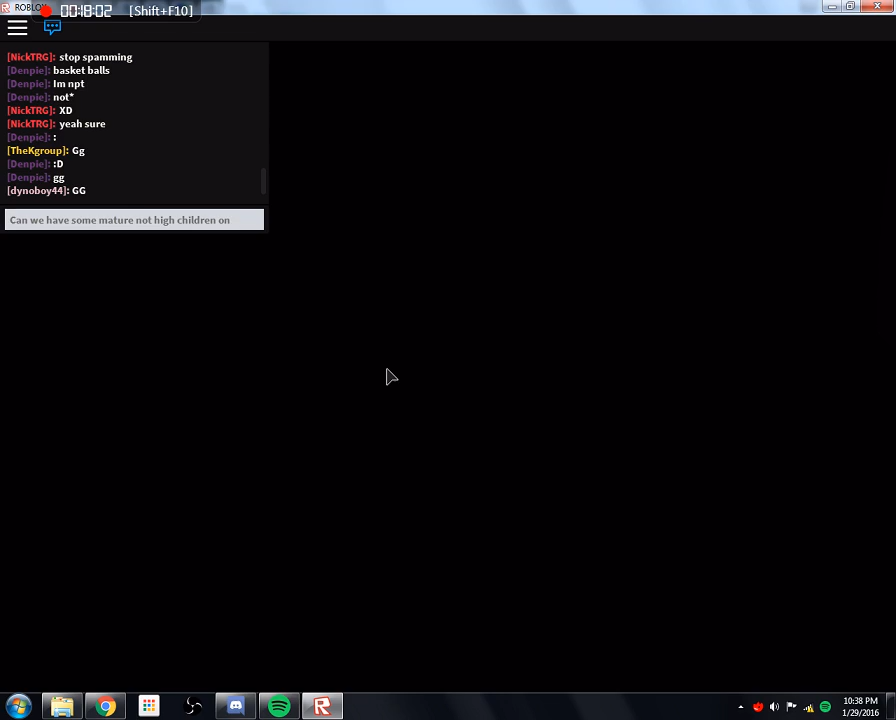 ROBLOX
00:18:02 [Shift+F10]
[NickTRG]: stop spamming
[Denpie]: basket balls
[Denpie]: Im npt
[Denpie]: not*
[NickTRG]: XD
[NickTRG]: yeah sure
[Denpie]: :
[TheKgroup]: Gg
[Denpie]: :D
[Denpie]: gg
[dynoboy44]: GG
Can we have some mature not high children on
10:38 PM
1/29/2016